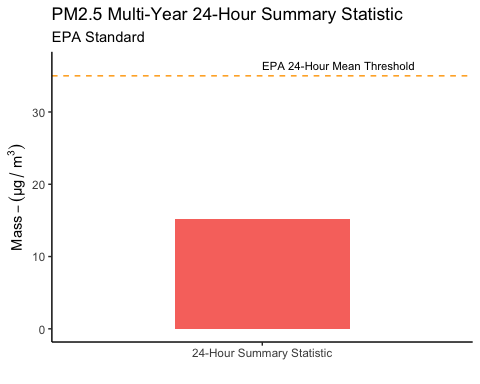 PM2.5 Multi-Year 24-Hour Summary Statistic
EPA Standard
EPA 24-Hour Mean Threshold
30
20
10
0
Mass − (μg / m³)
24-Hour Summary Statistic